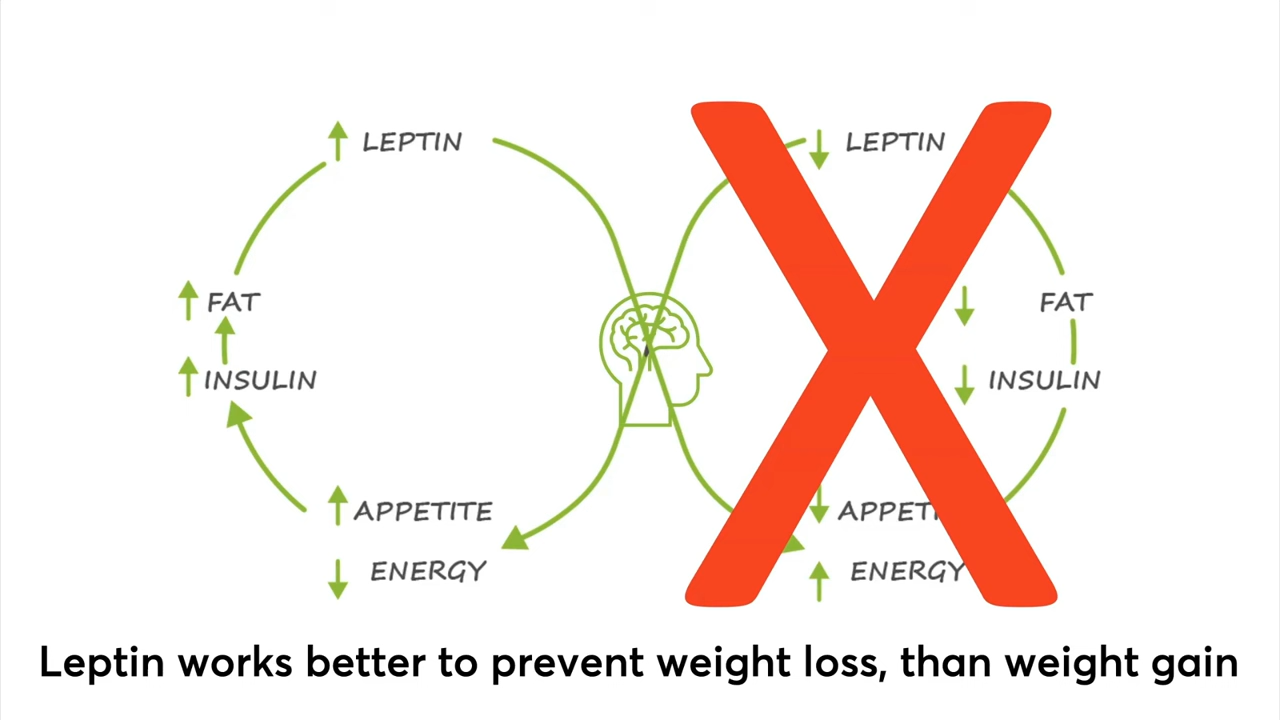 LEPTIN
FAT
INSULIN
APPETITE
ENERGY
LEPTIN
FAT
INSULIN
ENERGY
Leptin works better to prevent weight loss, than weight gain